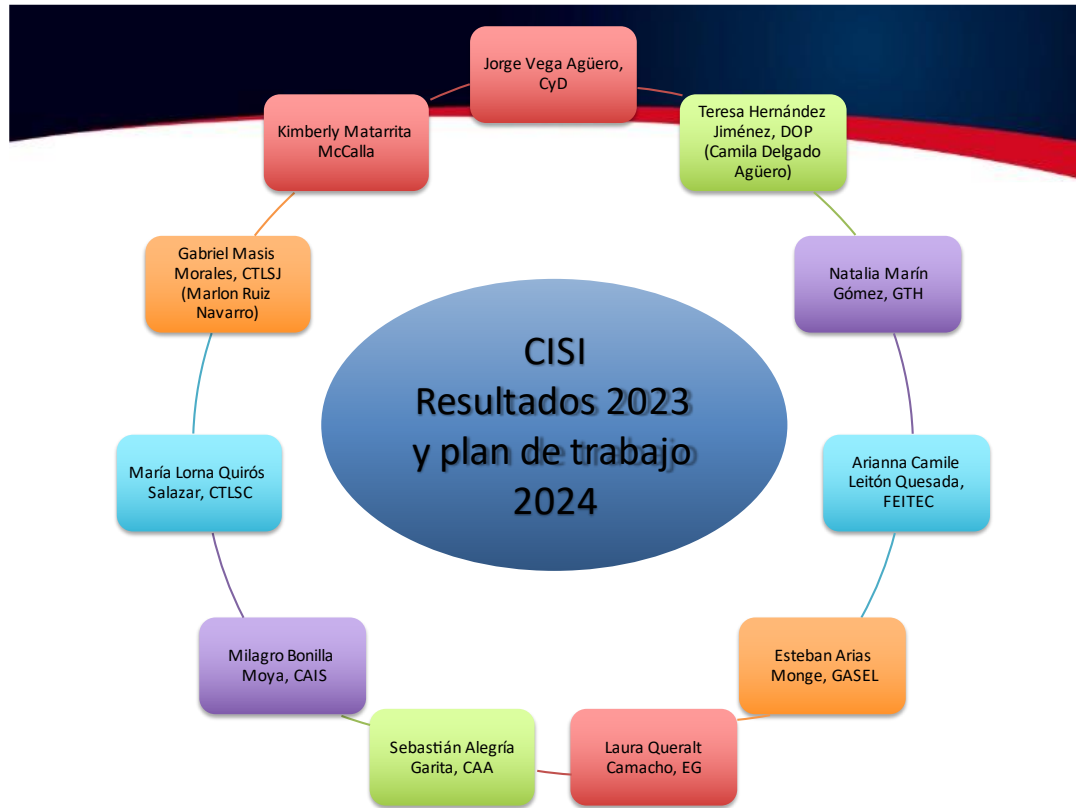 Jorge Vega Agüero,
CyD
Teresa Hernández
Jiménez, DOP
(Camila Delgado
Agüero)
Natalia Marín
Gómez, GTH
Arianna Camile
Leitón Quesada,
FEITEC
Esteban Arias
Monge, GASEL
Laura Queralt
Camacho, EG
Sebastián Alegría
Garita, CAA
Milagro Bonilla
Moya, CAIS
María Lorna Quirós
Salazar, CTLSC
Gabriel Masis
Morales, CTLSJ
(Marlon Ruiz
Navarro)
Kimberly Matarrita
McCalla
CISI
Resultados 2023
y plan de trabajo
2024